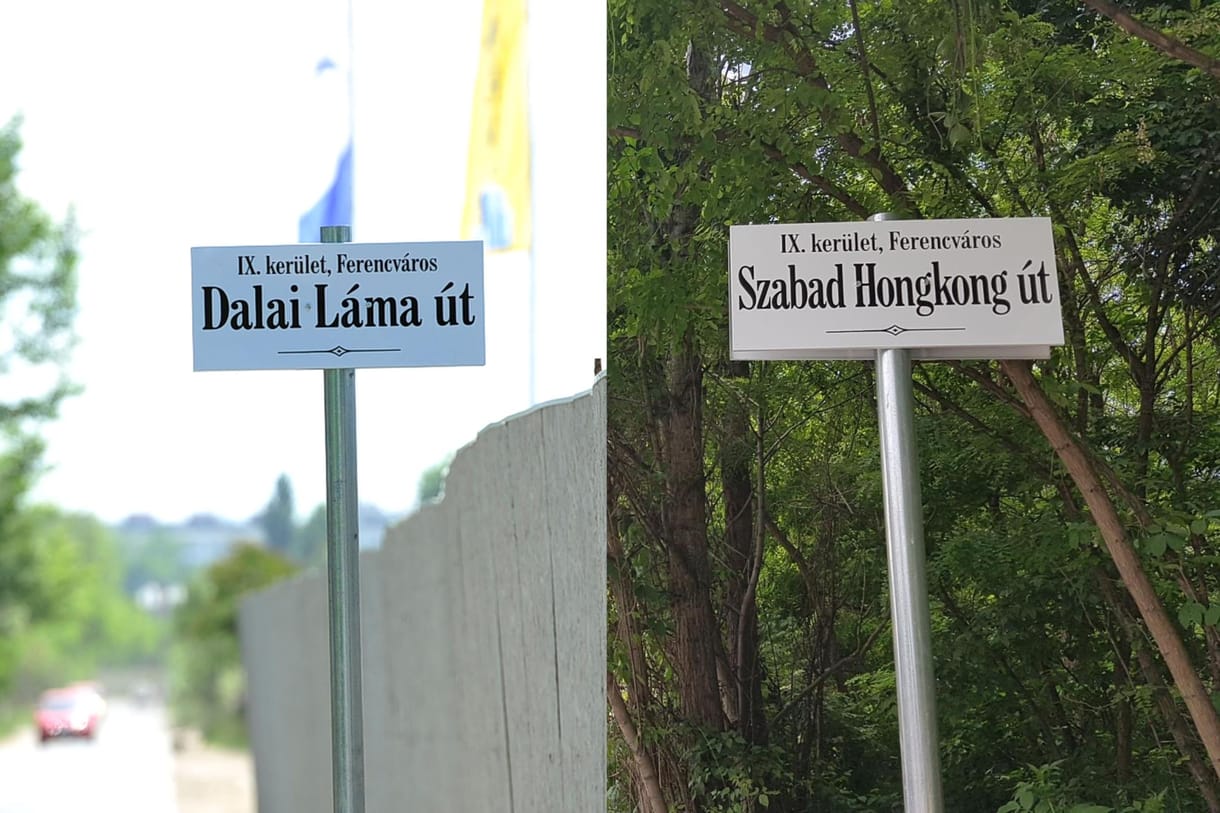 IX. kerület, Ferencváros
Dalai Láma út
IX. kerület, Ferencváros
Szabad Hongkong út